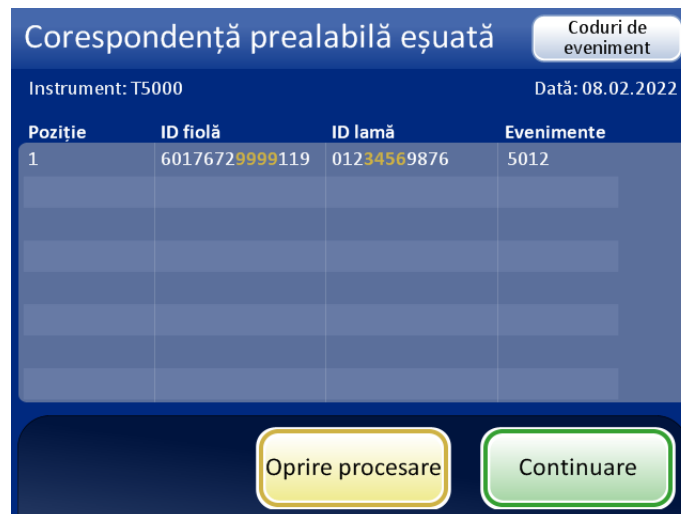 Corespondență prealabilă eșuată
Coduri de
eveniment
Instrument: T5000
Dată: 08.02.2022
Poziție ID fiolă ID lamă Evenimente
1 60176729999119 01234569876 5012
Oprire procesare
Continuare